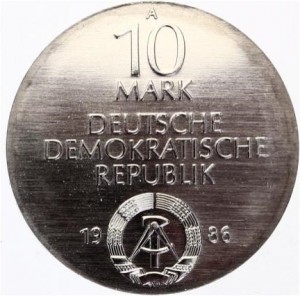 A
10
MARK
DEUTSCHE
DEMOKRATISCHE
REPUBLIK
19 86